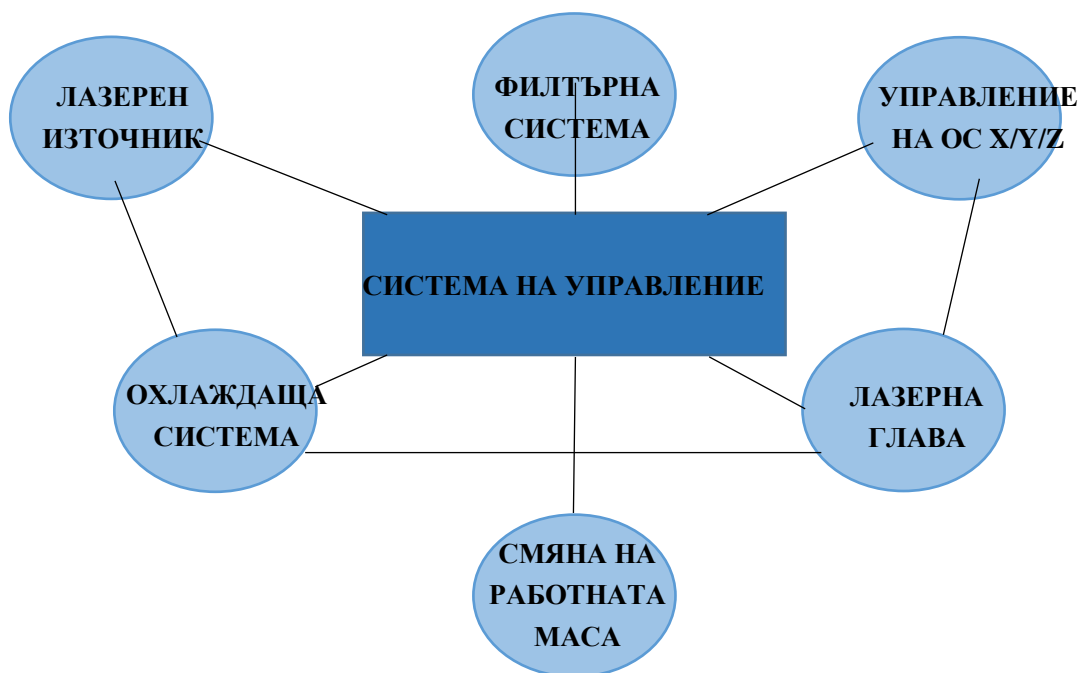 ЛАЗЕРЕН
ИЗТОЧНИК
ФИЛТЪРНА
СИСТЕМА
УПРАВЛЕНИЕ
НА ОС X/Y/Z
СИСТЕМА НА УПРАВЛЕНИЕ
ОХЛАЖДАЩА
СИСТЕМА
ЛАЗЕРНА
ГЛАВА
СМЯНА НА
РАБОТНАТА
МАСА